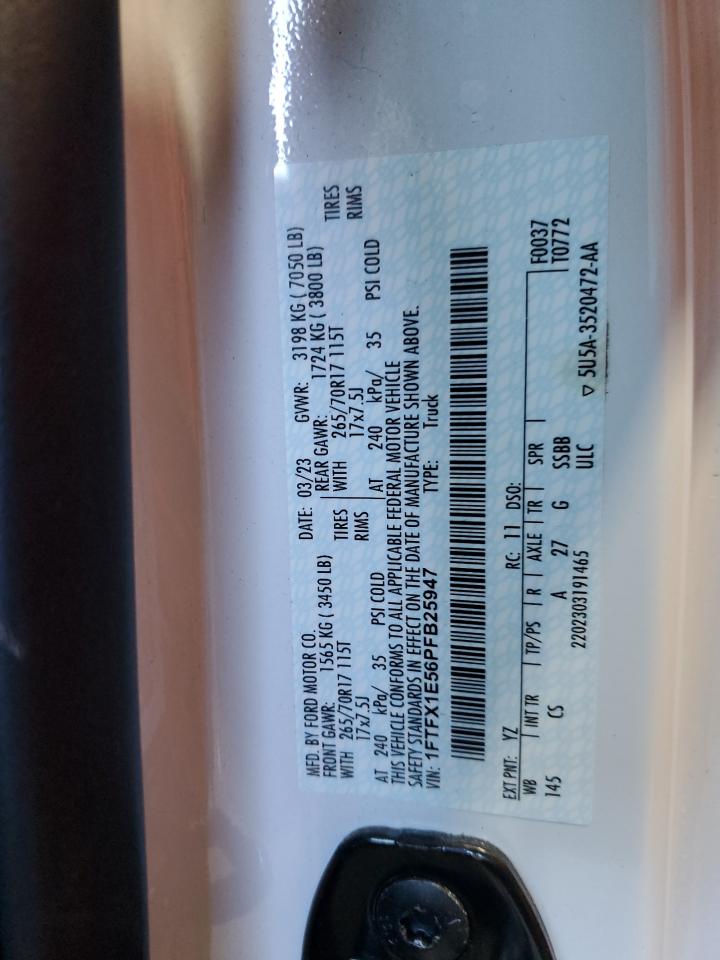 MFD. BY FORD MOTOR CO. DATE: 03/23 GVWR: 3198 KG ( 7050 LB)
FRONT GAWR: 1565 KG ( 3450 LB) REAR GAWR: 1724 KG ( 3800 LB)
WITH 265/70R17 115T TIRES WITH 265/70R17 115T TIRES
17x7.5J RIMS 17x7.5J RIMS
AT 240 kPa/ 35 PSI COLD AT 240 kPa/ 35 PSI COLD
THIS VEHICLE CONFORMS TO ALL APPLICABLE FEDERAL MOTOR VEHICLE
SAFETY STANDARDS IN EFFECT ON THE DATE OF MANUFACTURE SHOWN ABOVE.
VIN: 1FTFX1E56PFB25947 TYPE: Truck
EXT PNT: YZ RC: 11 DSO:
WB INT TR TP/PS R AXLE TR SPR F0037
145 CS A 27 G SSBB T0772
2202303191465 ULC
▽ 5U5A-3520472-AA